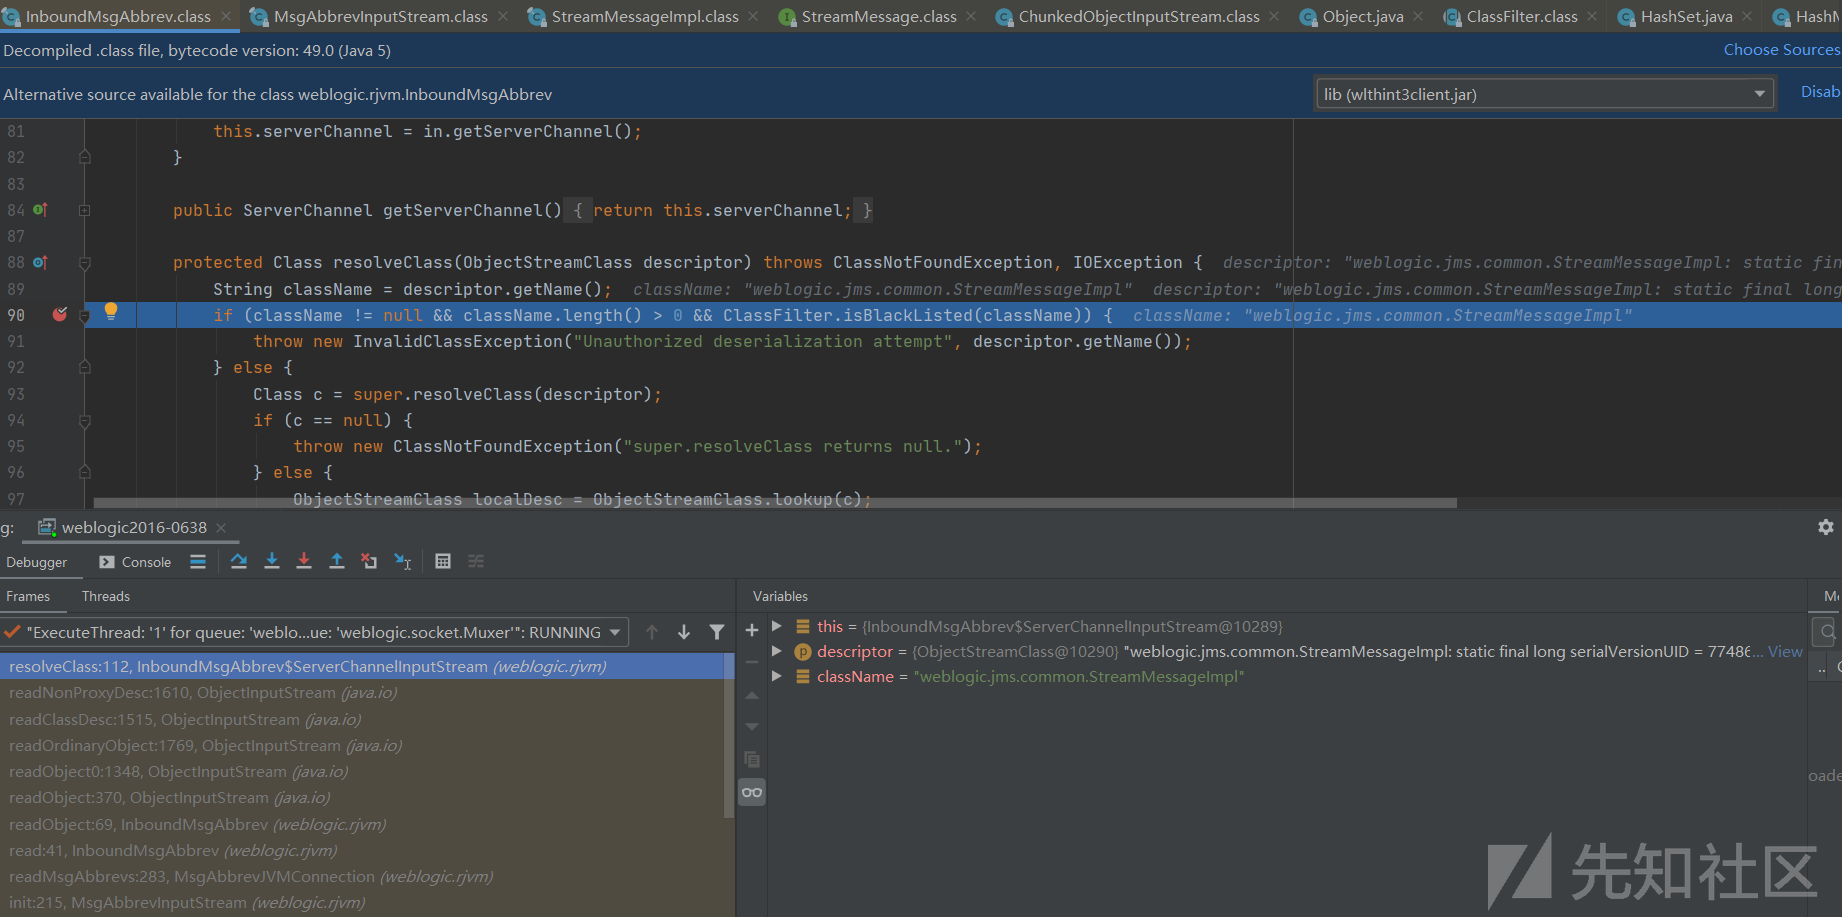 InboundMsgAbbrev.class MsgAbbrevInputStream.class StreamMessageImpl.class StreamMessage.class ChunkedObjectInputStream.class Object.java ClassFilter.class HashSet.java
Decompiled .class file, bytecode version: 49.0 (Java 5) Choose Sources
Alternative source available for the class weblogic.rjvm.InboundMsgAbbrev lib (wlthint3client.jar) Disab
81 this.serverChannel = in.getServerChannel();
82 }
83
84 public ServerChannel getServerChannel() { return this.serverChannel; }
87
88 protected Class resolveClass(ObjectStreamClass descriptor) throws ClassNotFoundException, IOException { descriptor: "weblogic.jms.common.StreamMessageImpl: static fin
89 String className = descriptor.getName(); className: "weblogic.jms.common.StreamMessageImpl" descriptor: "weblogic.jms.common.StreamMessageImpl: static final long
90 if (className != null && className.length() > 0 && ClassFilter.isBlackListed(className)) { className: "weblogic.jms.common.StreamMessageImpl"
91 throw new InvalidClassException("Unauthorized deserialization attempt", descriptor.getName());
92 } else {
93 Class c = super.resolveClass(descriptor);
94 if (c == null) {
95 throw new ClassNotFoundException("super.resolveClass returns null.");
96 } else {
97 ObjectStreamClass localDesc = ObjectStreamClass.lookup(c);
g: weblogic2016-0638
Debugger Console
Frames Threads
"ExecuteThread: '1' for queue: 'weblo...ue: 'weblogic.socket.Muxer'": RUNNING
resolveClass:112, InboundMsgAbbrev$ServerChannelInputStream (weblogic.rjvm)
readNonProxyDesc:1610, ObjectInputStream (java.io)
readClassDesc:1515, ObjectInputStream (java.io)
readOrdinaryObject:1769, ObjectInputStream (java.io)
readObject0:1348, ObjectInputStream (java.io)
readObject:370, ObjectInputStream (java.io)
readObject:69, InboundMsgAbbrev (weblogic.rjvm)
read:41, InboundMsgAbbrev (weblogic.rjvm)
readMsgAbbrevs:283, MsgAbbrevJVMConnection (weblogic.rjvm)
init:215, MsgAbbrevInputStream (weblogic.rjvm)
Variables
this = {InboundMsgAbbrev$ServerChannelInputStream@10289}
descriptor = {ObjectStreamClass@10290} "weblogic.jms.common.StreamMessageImpl: static final long serialVersionUID = 77486... View
className = "weblogic.jms.common.StreamMessageImpl"
oade
先知社区